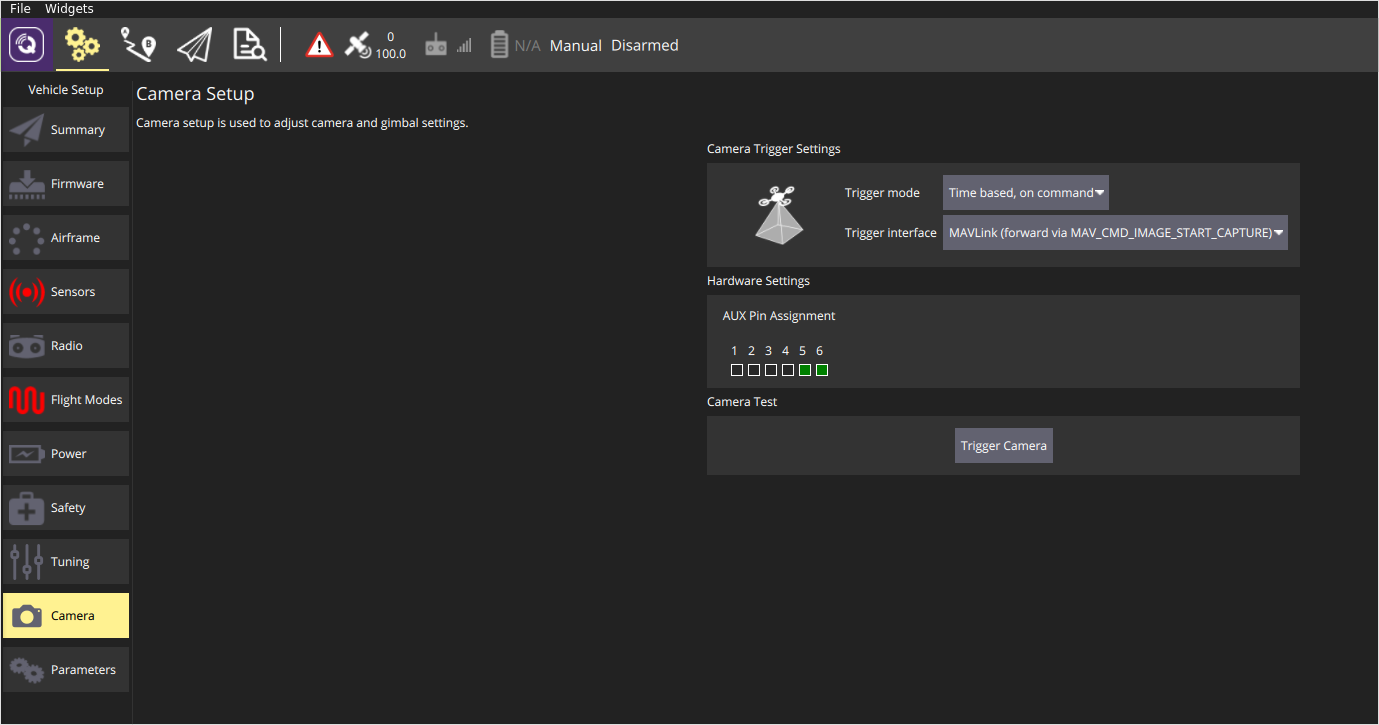 File Widgets
0
100.0
N/A Manual Disarmed
Vehicle Setup
Summary
Firmware
Airframe
Sensors
Radio
Flight Modes
Power
Safety
Tuning
Camera
Parameters
Camera Setup
Camera setup is used to adjust camera and gimbal settings.
Camera Trigger Settings
Trigger mode Time based, on command
Trigger interface MAVLink (forward via MAV_CMD_IMAGE_START_CAPTURE)
Hardware Settings
AUX Pin Assignment
1 2 3 4 5 6
Camera Test
Trigger Camera